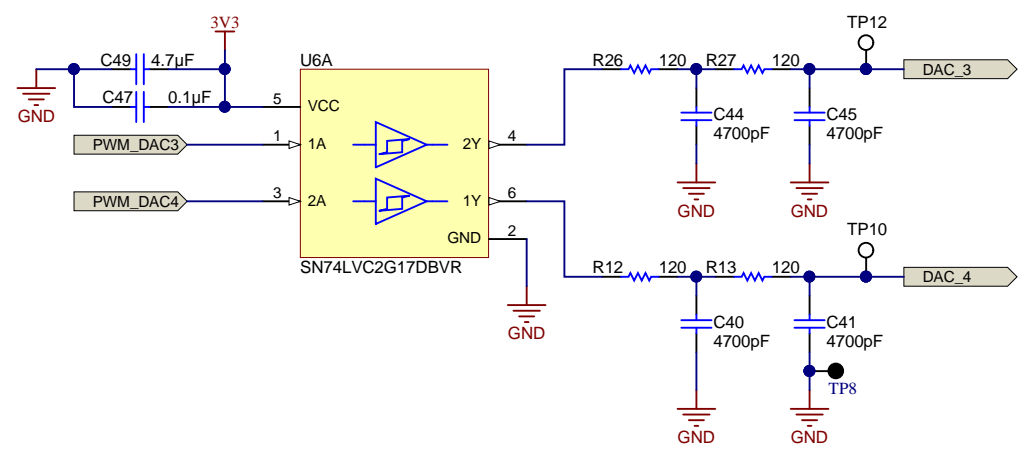 3V3
C49 4.7µF
C47 0.1µF
GND
U6A
5 VCC
PWM_DAC3 1 1A
2Y 4
PWM_DAC4 3 2A
1Y 6
GND 2
SN74LVC2G17DBVR
GND
TP12
R26 120 R27 120 DAC_3
C44 C45
4700pF 4700pF
GND GND
TP10
R12 120 R13 120 DAC_4
C40 C41
4700pF 4700pF
TP8
GND GND